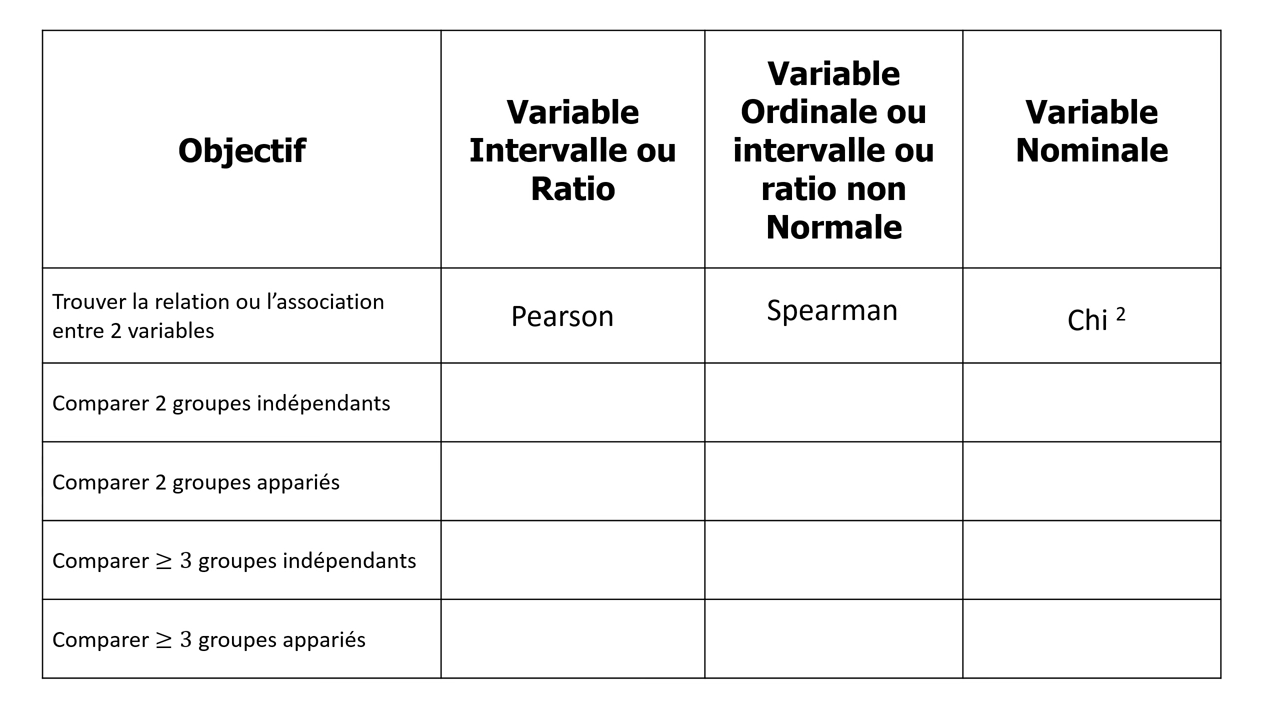 Objectif
Variable
Intervalle ou
Ratio
Variable
Ordinale ou
intervalle ou
ratio non
Normale
Variable
Nominale
Trouver la relation ou l’association
entre 2 variables
Pearson
Spearman
Chi ²
Comparer 2 groupes indépendants
Comparer 2 groupes appariés
Comparer ≥ 3 groupes indépendants
Comparer ≥ 3 groupes appariés